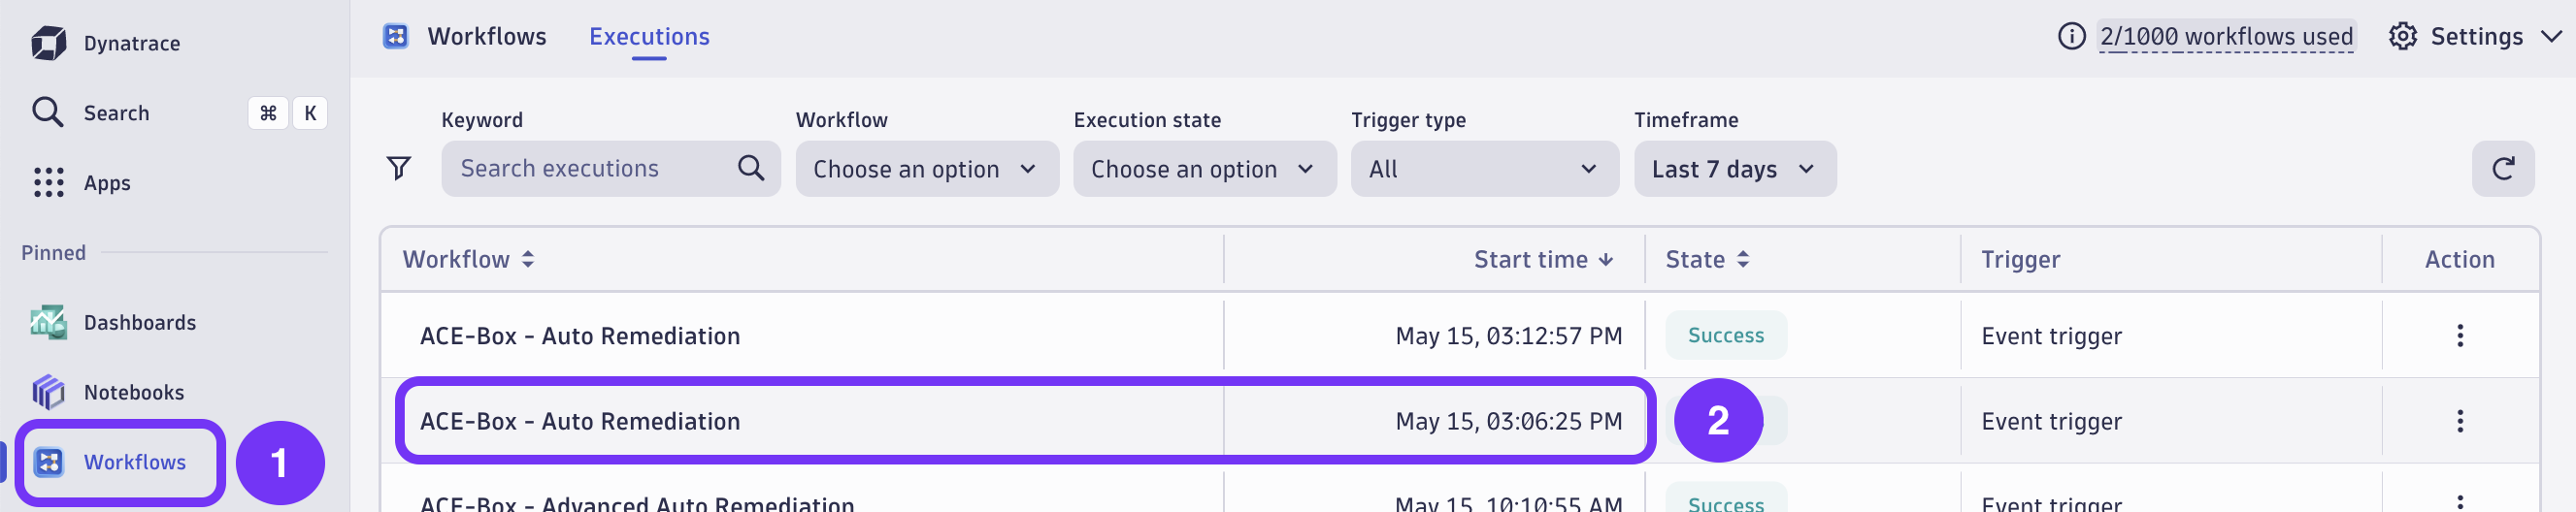 Dynatrace
Search ⌘ K
Apps
Pinned
Dashboards
Notebooks
Workflows 1
Workflows Executions
2/1000 workflows used Settings
Keyword Workflow Execution state Trigger type Timeframe
Search executions Choose an option Choose an option All Last 7 days
Workflow Start time State Trigger Action
ACE-Box - Auto Remediation May 15, 03:12:57 PM Success Event trigger
ACE-Box - Auto Remediation May 15, 03:06:25 PM 2 Event trigger
ACE-Box - Advanced Auto Remediation May 15, 10:10:55 AM Success Event trigger